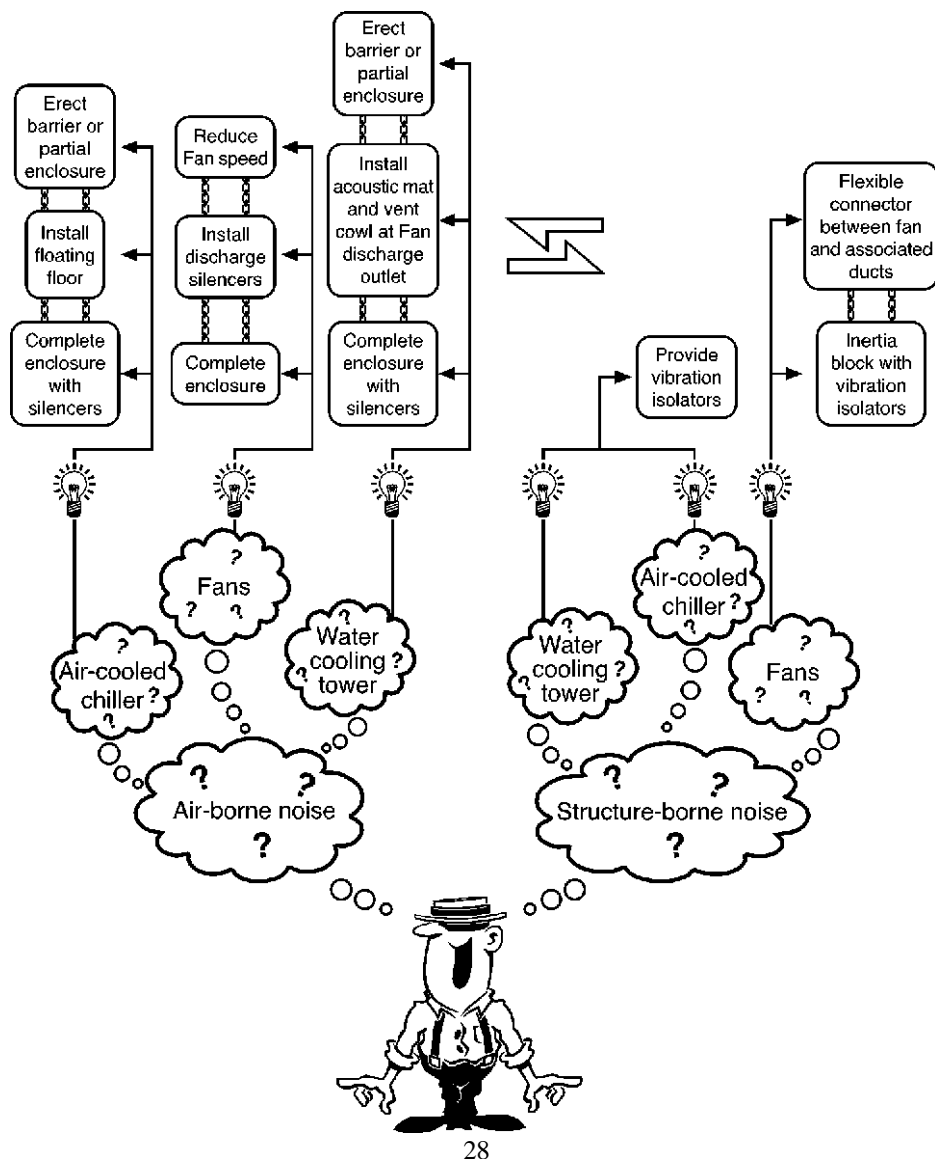 Erect
barrier or
partial
enclosure
Install
floating
floor
Complete
enclosure
with
silencers
Reduce
Fan speed
Install
discharge
silencers
Complete
enclosure
Erect
barrier or
partial
enclosure
Install
acoustic mat
and vent
cowl at Fan
discharge
outlet
Complete
enclosure
with
silencers
Provide
vibration
isolators
Flexible
connector
between fan
and associated
ducts
Inertia
block with
vibration
isolators
?
Air-cooled
chiller ?
?
?
Fans
? ?
?
Water
? cooling ?
tower
?
Water
cooling ?
? tower
?
Air-cooled
chiller ?
?
?
Fans
? ?
? ?
Air-borne noise
?
? ?
Structure-borne noise
?
28